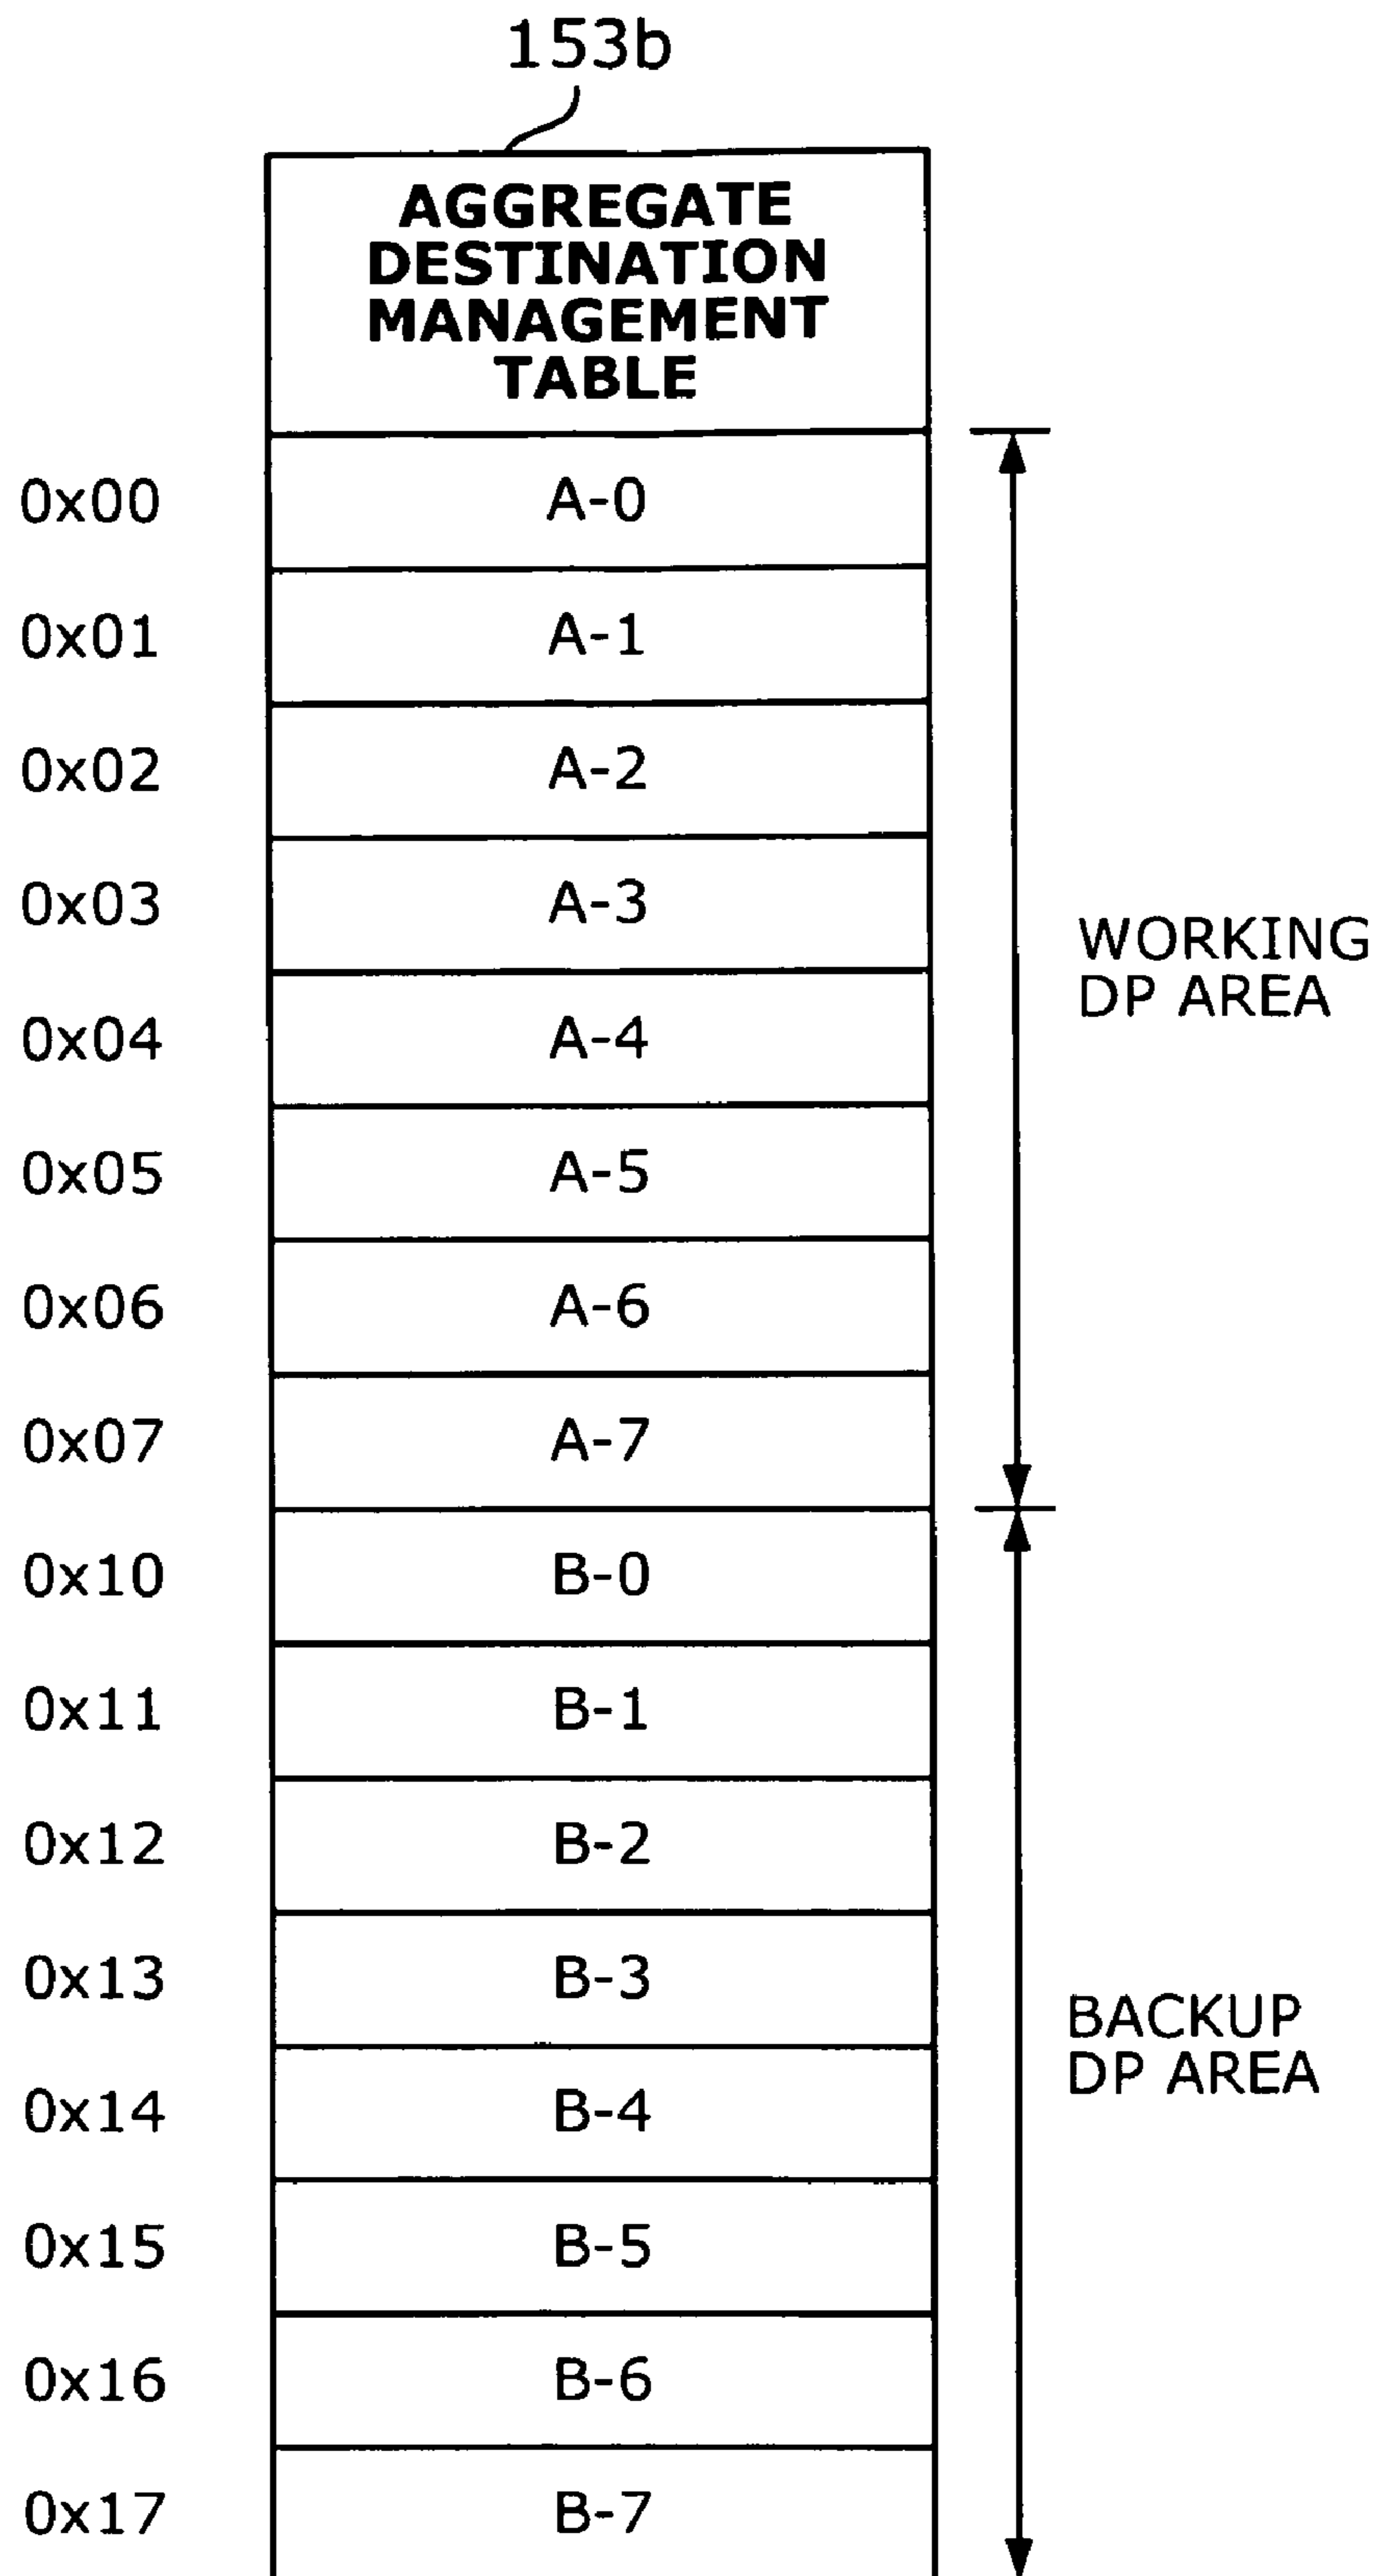 153b
AGGREGATE
DESTINATION
MANAGEMENT
TABLE
0x00 A-0
0x01 A-1
0x02 A-2
0x03 A-3
WORKING
DP AREA
0x04 A-4
0x05 A-5
0x06 A-6
0x07 A-7
0x10 B-0
0x11 B-1
0x12 B-2
0x13 B-3
BACKUP
DP AREA
0x14 B-4
0x15 B-5
0x16 B-6
0x17 B-7